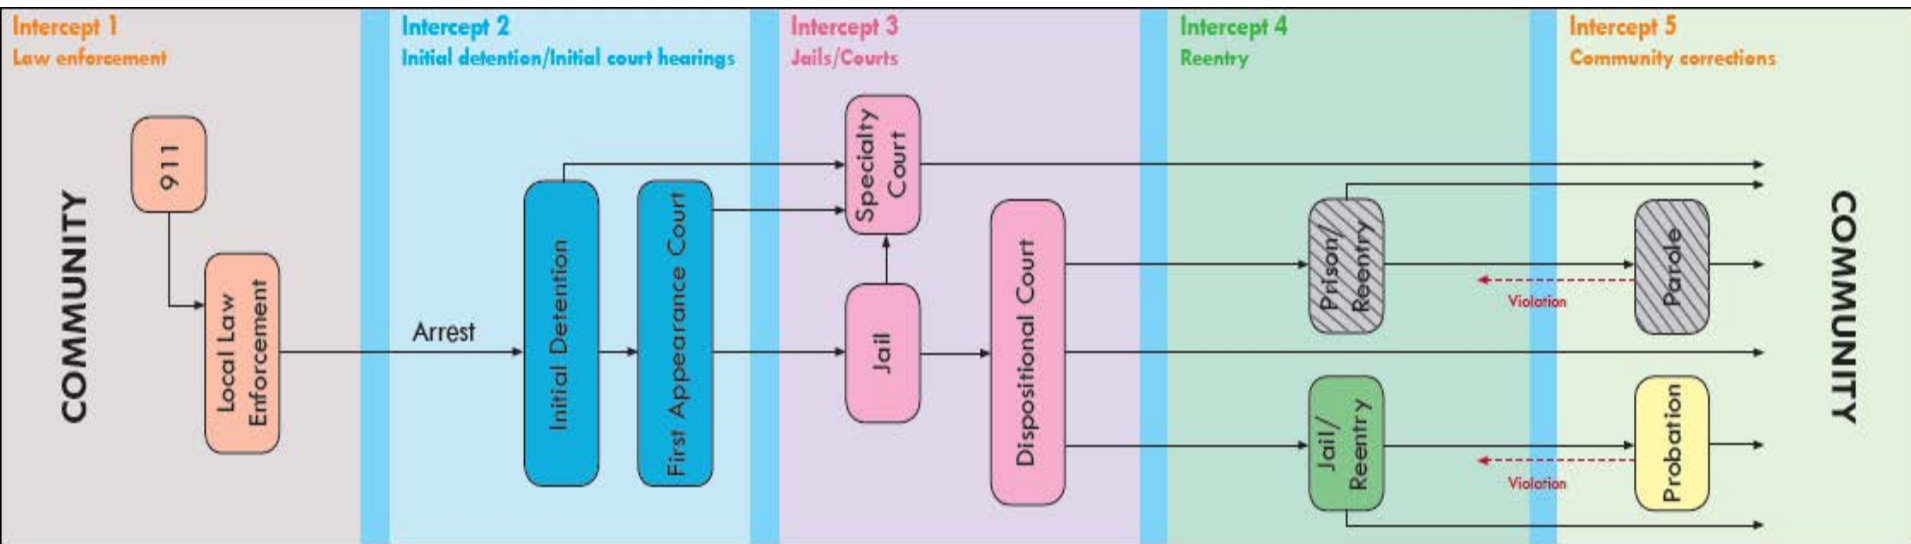 Intercept 1
Law enforcement
Intercept 2
Initial detention/Initial court hearings
Intercept 3
Jails/Courts
Intercept 4
Reentry
Intercept 5
Community corrections
COMMUNITY
911
Local Law
Enforcement
Arrest
Initial Detention
First Appearance Court
Specialty
Court
Jail
Dispositional Court
Prison/
Reentry
Violation
Parole
Jail/
Reentry
Violation
Probation
COMMUNITY